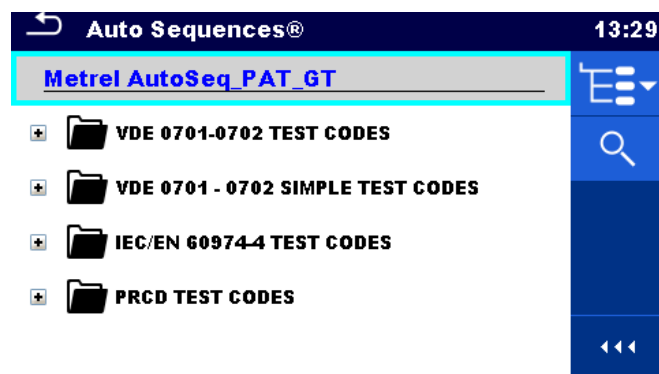 Auto Sequences® 13:29
Metrel AutoSeq_PAT_GT
VDE 0701-0702 TEST CODES
VDE 0701 - 0702 SIMPLE TEST CODES
IEC/EN 60974-4 TEST CODES
PRCD TEST CODES